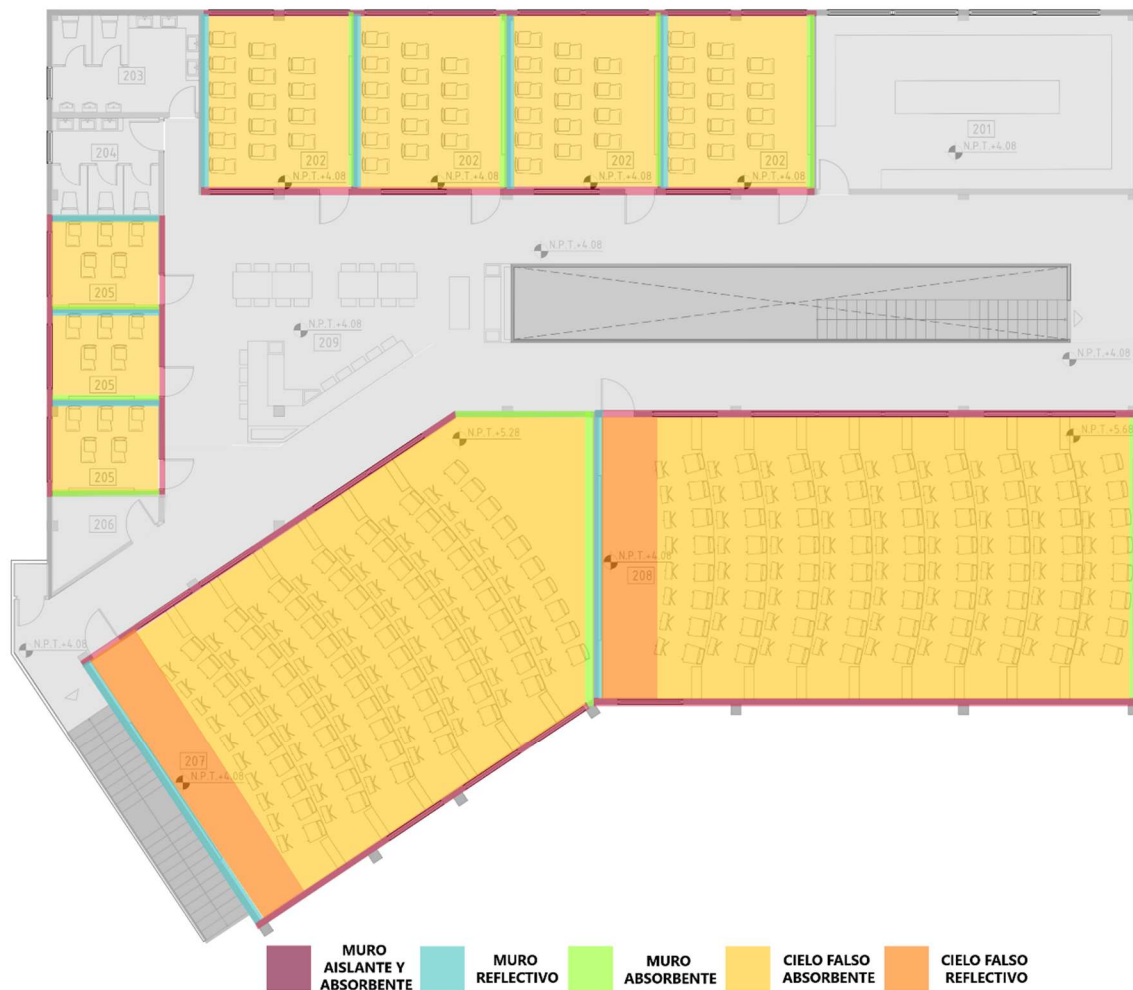 203
201
N.P.T.+4.08
204
202
N.P.T.+4.08
202
N.P.T.+4.08
202
N.P.T.+4.08
202
N.P.T.+4.08
N.P.T.+4.08
205
N.P.T.+4.08
209
N.P.T.+4.08
205
N.P.T.+5.28
N.P.T.+5.68
205
206
N.P.T.+4.08
208
N.P.T.+4.08
207
N.P.T.+4.08
MURO
AISLANTE Y
ABSORBENTE
MURO
REFLECTIVO
MURO
ABSORBENTE
CIELO FALSO
ABSORBENTE
CIELO FALSO
REFLECTIVO